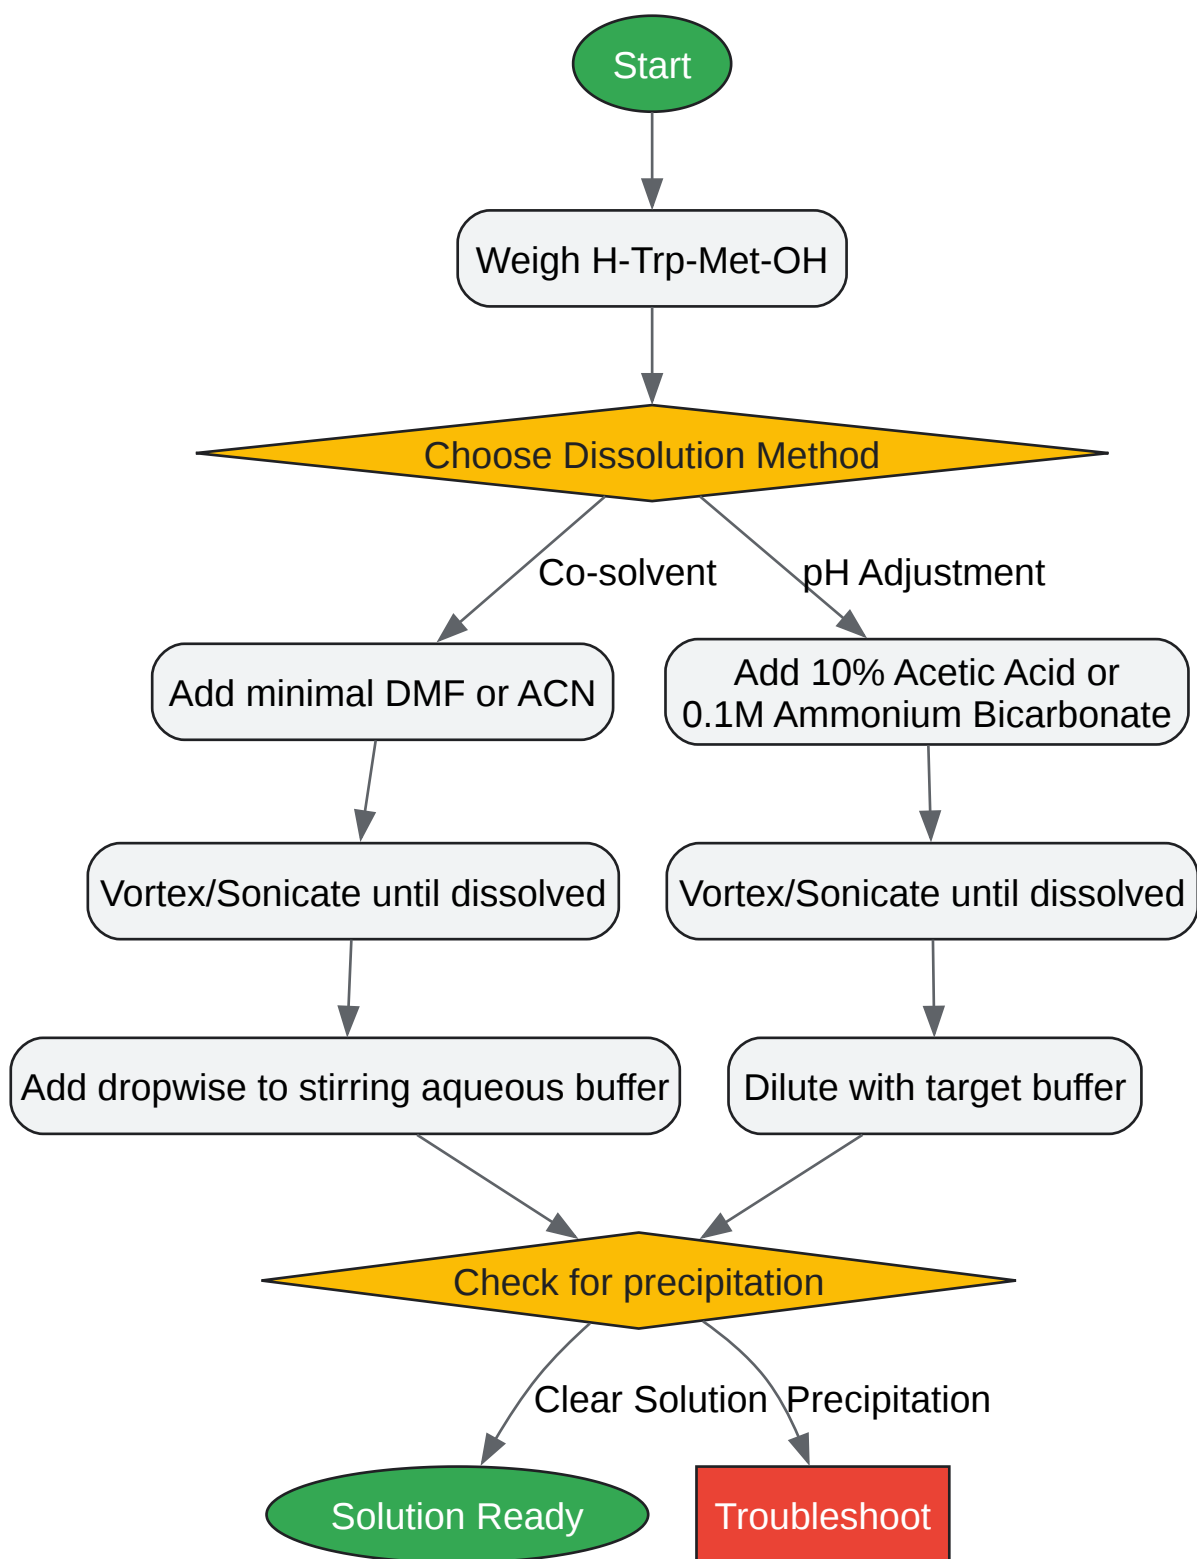 Start
Weigh H-Trp-Met-OH
Choose Dissolution Method
Co-solvent
pH Adjustment
Add minimal DMF or ACN
Add 10% Acetic Acid or
0.1M Ammonium Bicarbonate
Vortex/Sonicate until dissolved
Vortex/Sonicate until dissolved
Add dropwise to stirring aqueous buffer
Dilute with target buffer
Check for precipitation
Clear Solution
Precipitation
Solution Ready
Troubleshoot